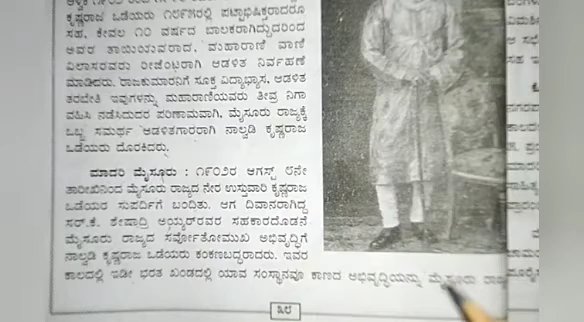 ಕೃಷ್ಣರಾಜ ಒಡೆಯರು ೧೮೯೫ರಲ್ಲಿ ಪಟ್ಟಾಭಿಷಿಕ್ತರಾದರೂ
ಸಹ, ಕೇವಲ ೧೦ ವರ್ಷದ ಬಾಲಕರಾಗಿದ್ದುದರಿಂದ
ಅವರ ತಾಯಿಯವರಾದ, ಮಹಾರಾಣಿ ವಾಣಿ
ವಿಲಾಸರವರು ರೀಜೆಂಟರಾಗಿ ಆಡಳಿತ ನಿರ್ವಹಣೆ
ಮಾಡಿದರು. ರಾಜಕುಮಾರನಿಗೆ ಸೂಕ್ತ ವಿದ್ಯಾಭ್ಯಾಸ, ಆಡಳಿತ
ತರಬೇತಿ ಇವುಗಳನ್ನು ಮಹಾರಾಣಿಯವರು ತೀವ್ರ ನಿಗಾ
ವಹಿಸಿ ನಡೆಸಿದುದರ ಪರಿಣಾಮವಾಗಿ, ಮೈಸೂರು ರಾಜ್ಯಕ್ಕೆ
ಒಬ್ಬ ಸಮರ್ಥ ಆಡಳಿತಗಾರರಾಗಿ ನಾಲ್ವಡಿ ಕೃಷ್ಣರಾಜ
ಒಡೆಯರು ದೊರಕಿದರು.
ಮಾದರಿ ಮೈಸೂರು : ೧೯೦೨ರ ಆಗಸ್ಟ್ ೮ನೇ
ತಾರೀಖಿನಿಂದ ಮೈಸೂರು ರಾಜ್ಯದ ನೇರ ಉಸ್ತುವಾರಿ ಕೃಷ್ಣರಾಜ
ಒಡೆಯರ ಸುಪರ್ದಿಗೆ ಬಂದಿತು. ಆಗ ದಿವಾನರಾಗಿದ್ದ
ಸರ್.ಕೆ. ಶೇಷಾದ್ರಿ ಅಯ್ಯರ್‌ರವರ ಸಹಕಾರದೊಡನೆ
ಮೈಸೂರು ರಾಜ್ಯದ ಸರ್ವೋತೋಮುಖ ಅಭಿವೃದ್ಧಿಗೆ
ನಾಲ್ವಡಿ ಕೃಷ್ಣರಾಜ ಒಡೆಯರು ಕಂಕಣಬದ್ಧರಾದರು. ಇವರ
ಕಾಲದಲ್ಲಿ ಇಡೀ ಭರತ ಖಂಡದಲ್ಲಿ ಯಾವ ಸಂಸ್ಥಾನವೂ ಕಾಣದ ಅಭಿವೃದ್ಧಿಯನ್ನು ಮೈಸೂರು
೩೮